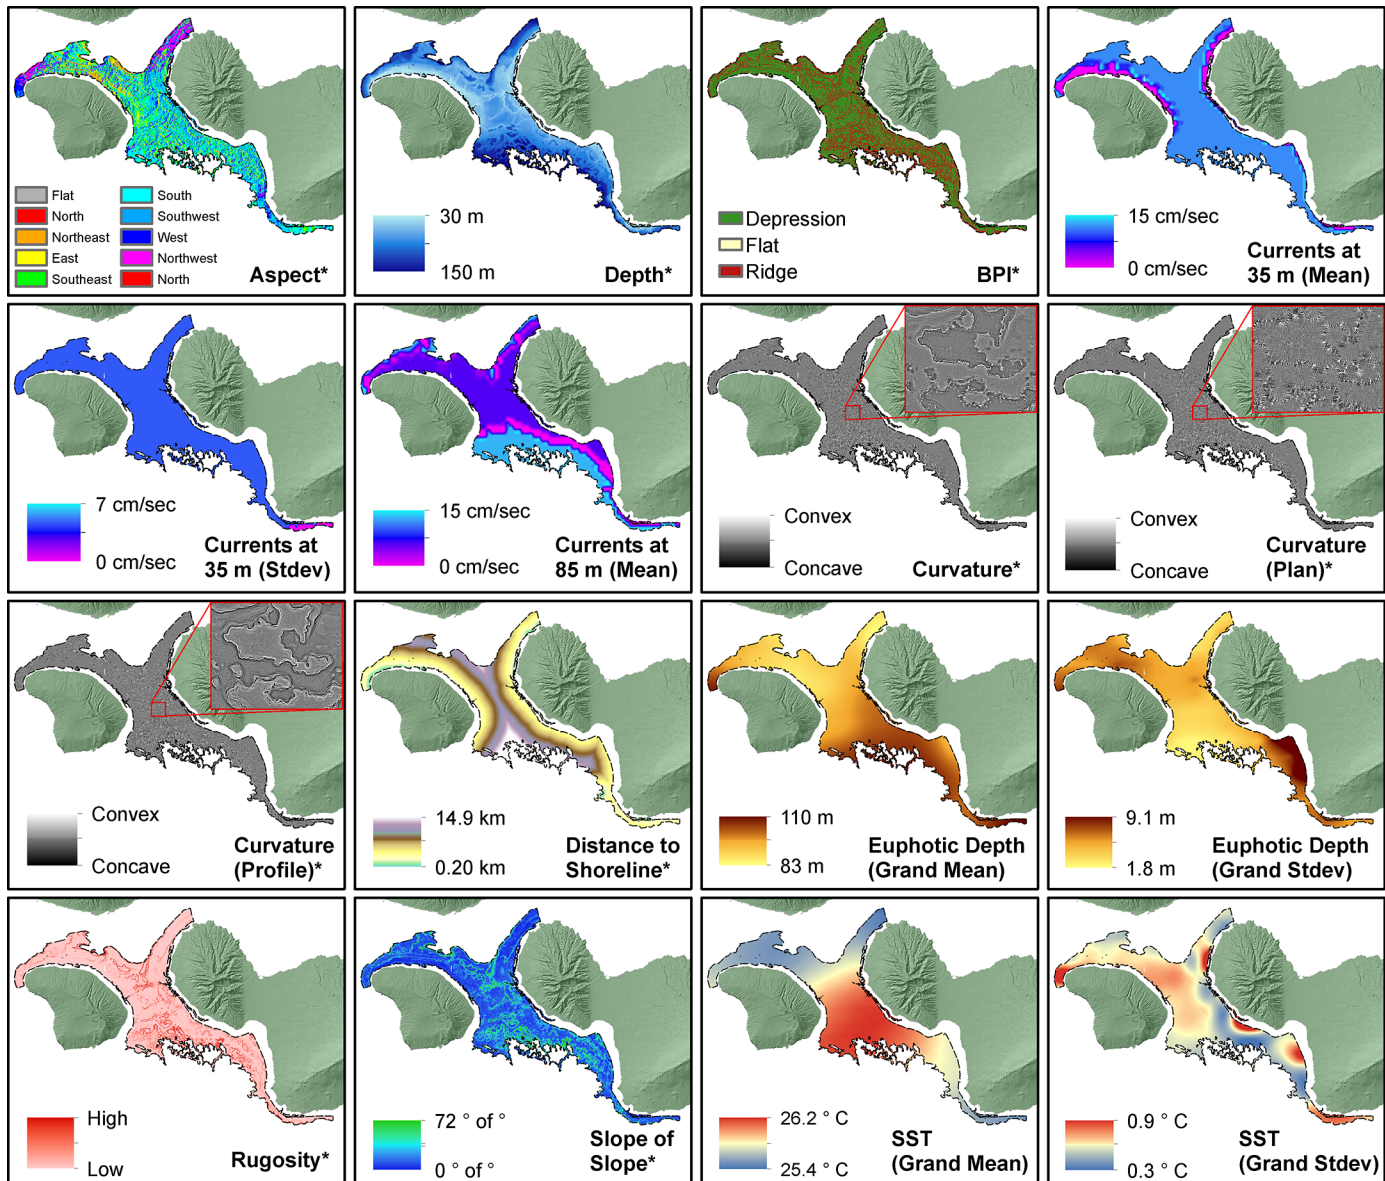 Flat
South
North
Southwest
Northeast
West
East
Northwest
Southeast
North
Aspect*
30 m
150 m
Depth*
Depression
Flat
Ridge
BPI*
15 cm/sec
0 cm/sec
Currents at
35 m (Mean)
7 cm/sec
0 cm/sec
Currents at
35 m (Stdev)
15 cm/sec
0 cm/sec
Currents at
85 m (Mean)
Convex
Concave
Curvature*
Convex
Concave
Curvature
(Plan)*
Convex
Concave
Curvature
(Profile)*
14.9 km
0.20 km
Distance to
Shoreline*
110 m
83 m
Euphotic Depth
(Grand Mean)
9.1 m
1.8 m
Euphotic Depth
(Grand Stdev)
High
Low
Rugosity*
72 ° of °
0 ° of °
Slope of
Slope*
26.2 ° C
25.4 ° C
SST
(Grand Mean)
0.9 ° C
0.3 ° C
SST
(Grand Stdev)